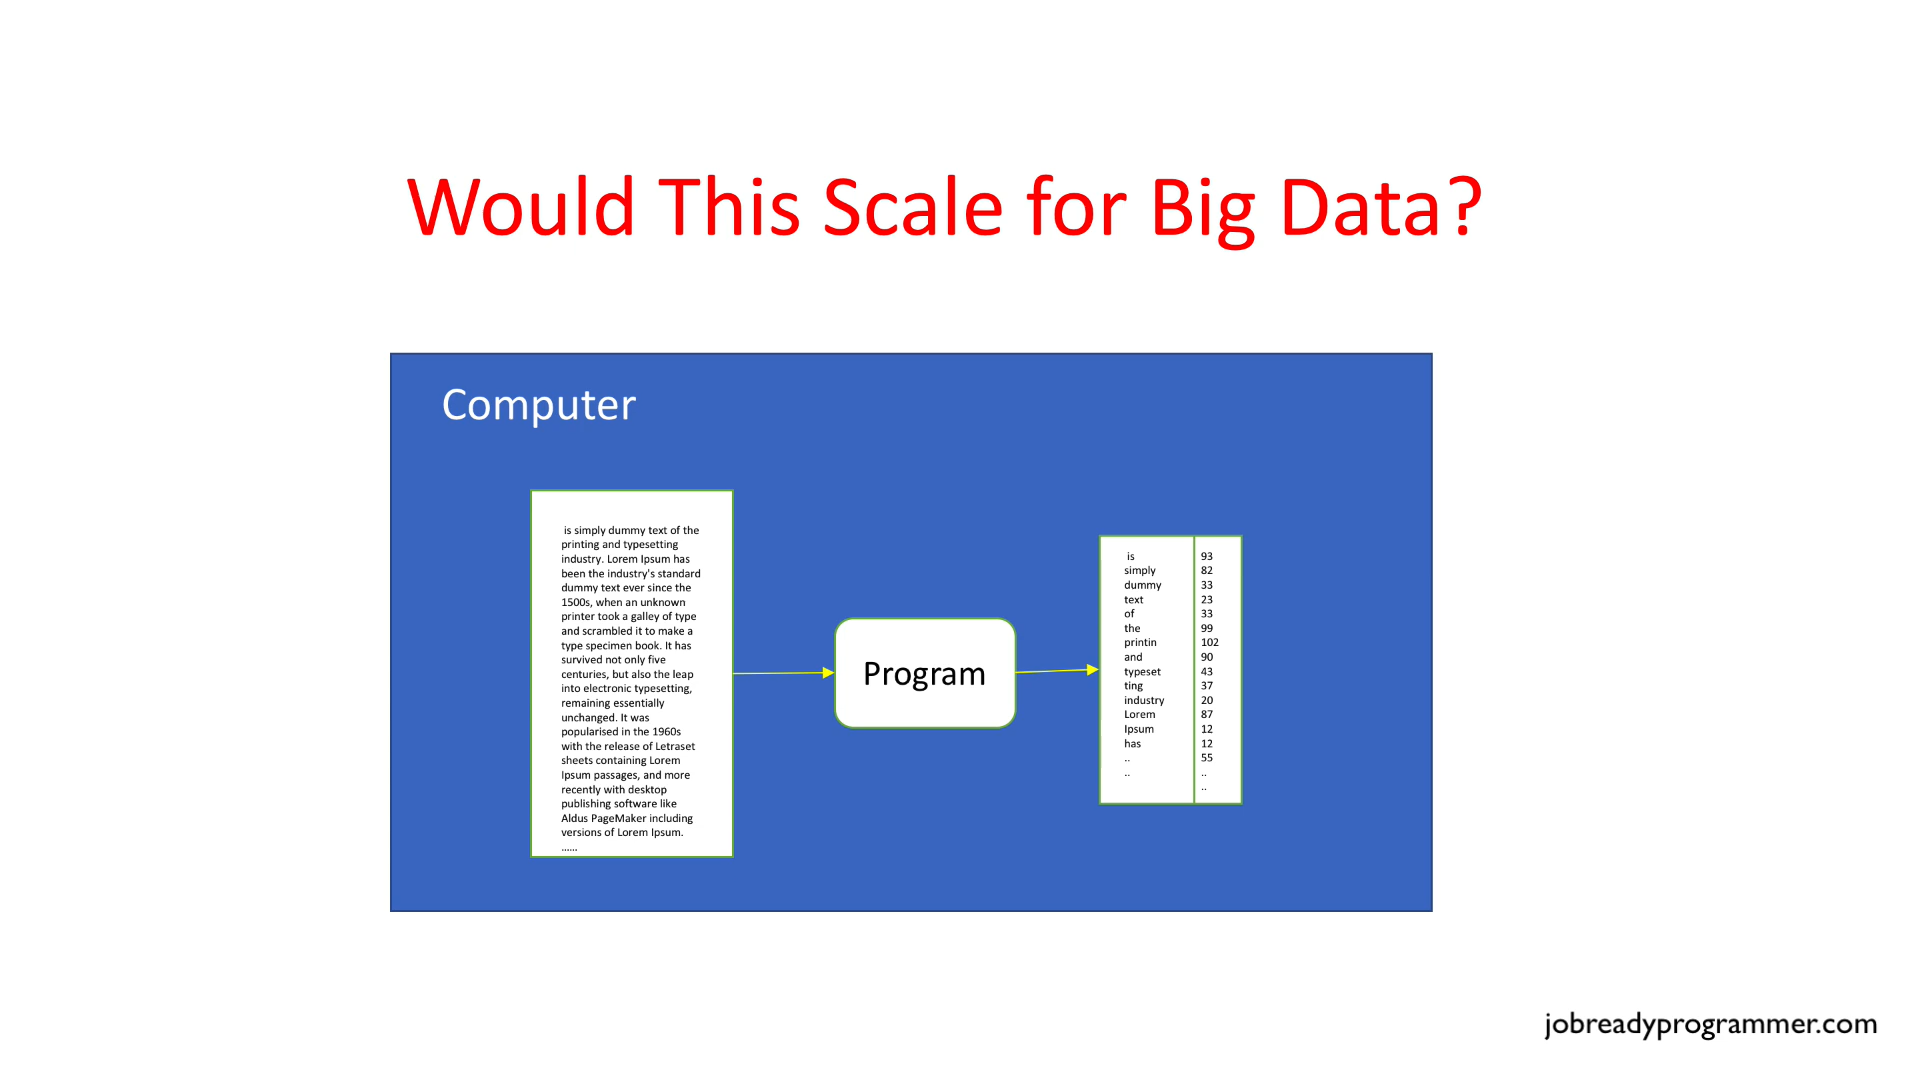 Would This Scale for Big Data?
Computer
is simply dummy text of the
printing and typesetting
industry. Lorem Ipsum has
been the industry's standard
dummy text ever since the
1500s, when an unknown
printer took a galley of type
and scrambled it to make a
type specimen book. It has
survived not only five
centuries, but also the leap
into electronic typesetting,
remaining essentially
unchanged. It was
popularised in the 1960s
with the release of Letraset
sheets containing Lorem
Ipsum passages, and more
recently with desktop
publishing software like
Aldus PageMaker including
versions of Lorem Ipsum.
......
Program
is 93
simply 82
dummy 33
text 23
of 33
the 99
printin 102
and 90
typeset 43
ting 37
industry 20
Lorem 87
Ipsum 12
has 12
.. 55
.. ..
..
jobreadyprogrammer.com